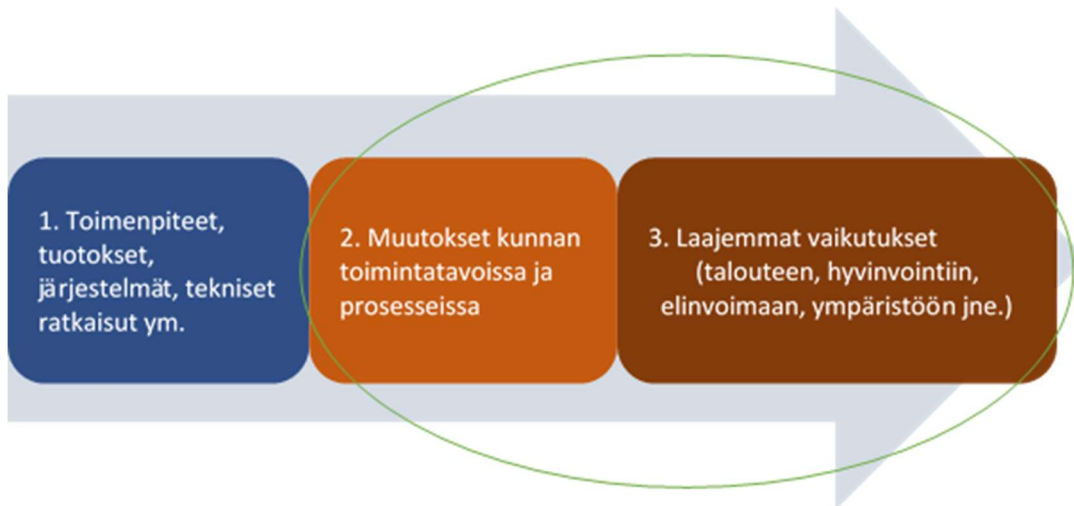 1. Toimenpiteet,
tuotokset,
järjestelmät, tekniset
ratkaisut ym.
2. Muutokset kunnan
toimintatavoissa ja
prosesseissa
3. Laajemmat vaikutukset
(talouteen, hyvinvointiin,
elinvoimaan, ympäristöön jne.)